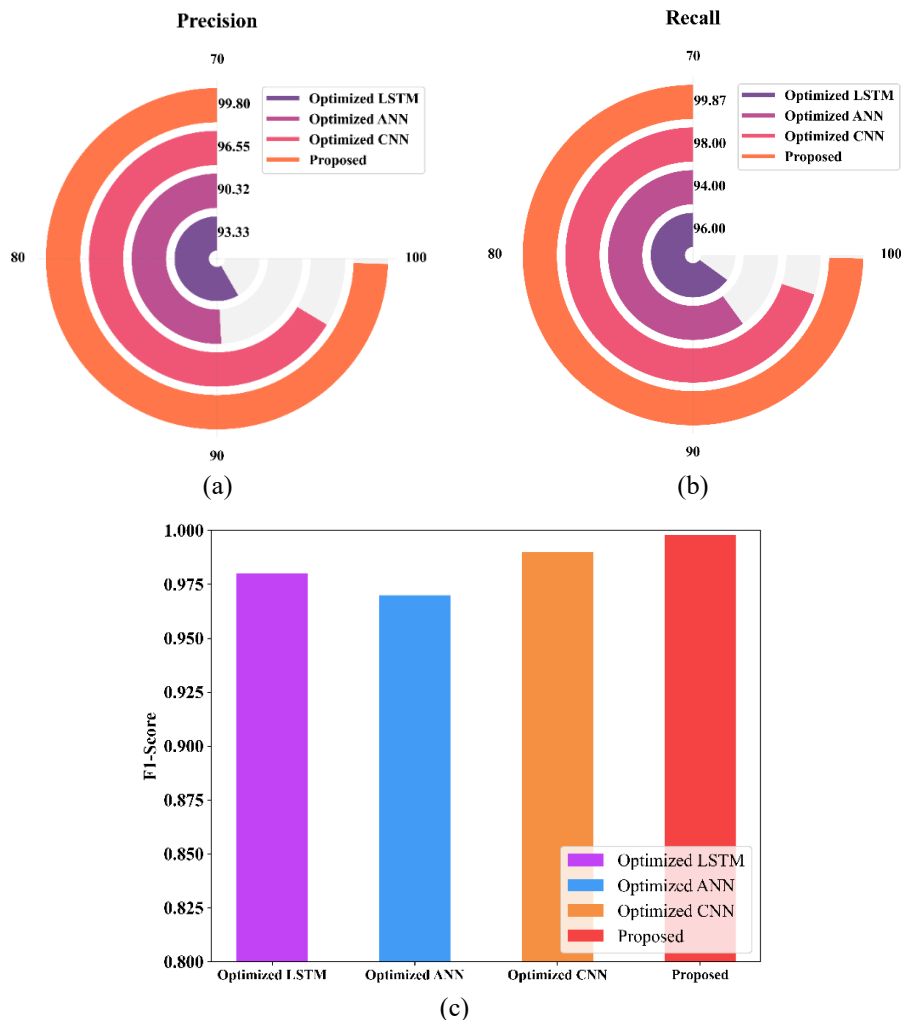 Precision
70
99.80
96.55
90.32
93.33
80
100
90
Optimized LSTM
Optimized ANN
Optimized CNN
Proposed
(a)
Recall
70
99.87
98.00
94.00
96.00
80
100
90
Optimized LSTM
Optimized ANN
Optimized CNN
Proposed
(b)
1.000
0.975
0.950
0.925
0.900
0.875
0.850
0.825
0.800
F1-Score
Optimized LSTM
Optimized ANN
Optimized CNN
Proposed
Optimized LSTM
Optimized ANN
Optimized CNN
Proposed
(c)